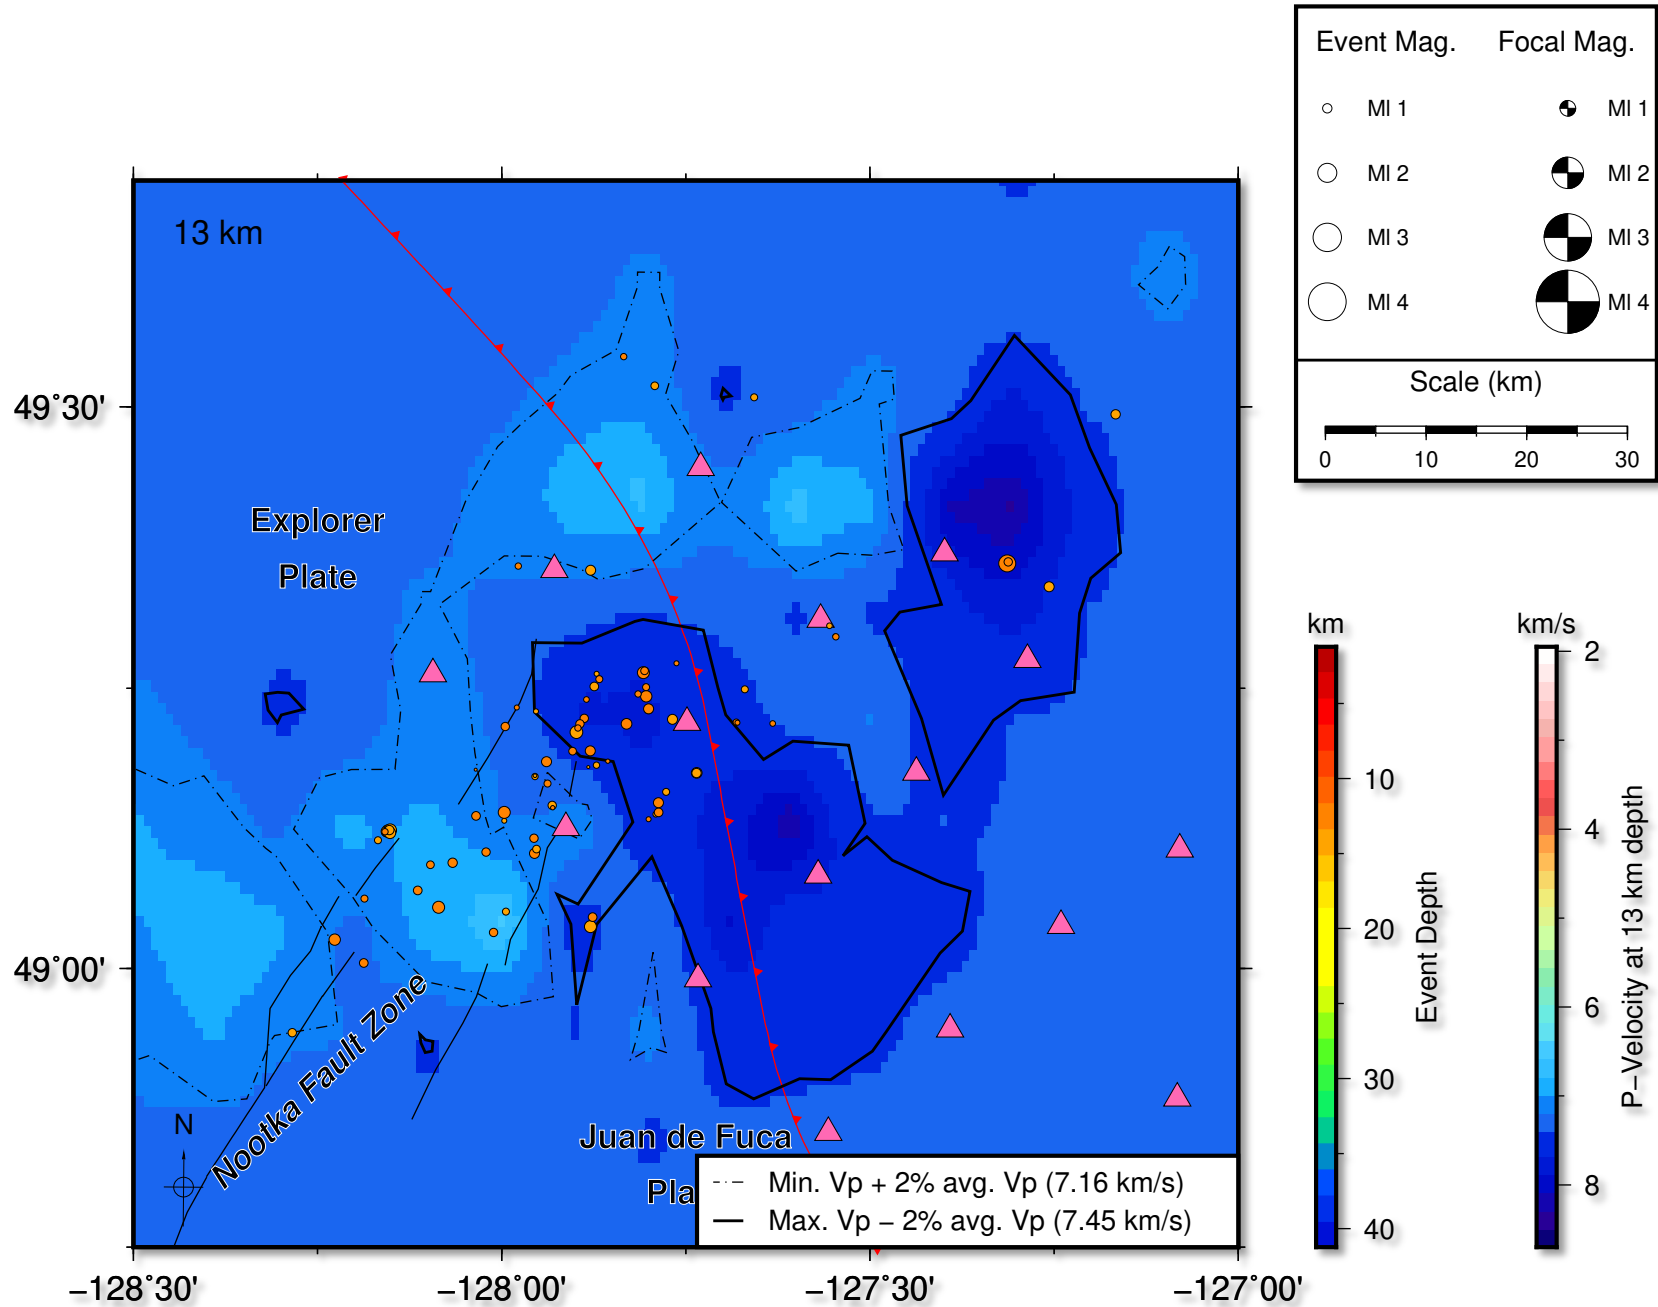 Event Mag. Focal Mag.
Ml 1 Ml 1
Ml 2 Ml 2
Ml 3 Ml 3
Ml 4 Ml 4
Scale (km)
0 10 20 30
13 km
49˚30'
49˚00'
Explorer
Plate
Nootka Fault Zone
N
Juan de Fuca
Pla
Min. Vp + 2% avg. Vp (7.16 km/s)
Max. Vp − 2% avg. Vp (7.45 km/s)
−128˚30' −128˚00' −127˚30' −127˚00'
km
10
20
30
40
Event Depth
km/s
2
4
6
8
P−Velocity at 13 km depth